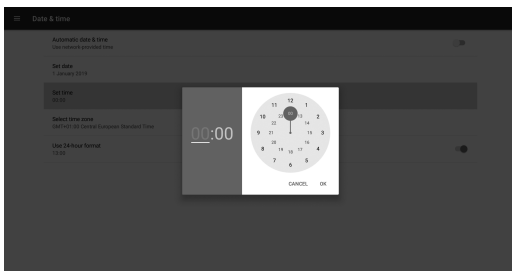 Date & time
Automatic date & time
Use network-provided time
Set date
1 January 2019
Set time
00:00
Select time zone
GMT+01:00 Central European Standard Time
Use 24-hour format
13:00
00:00
12
11 1
00
23 13
10 2
22 14
9 21 15 3
20 16
8 19 17 4
18
7 5
6
CANCEL OK